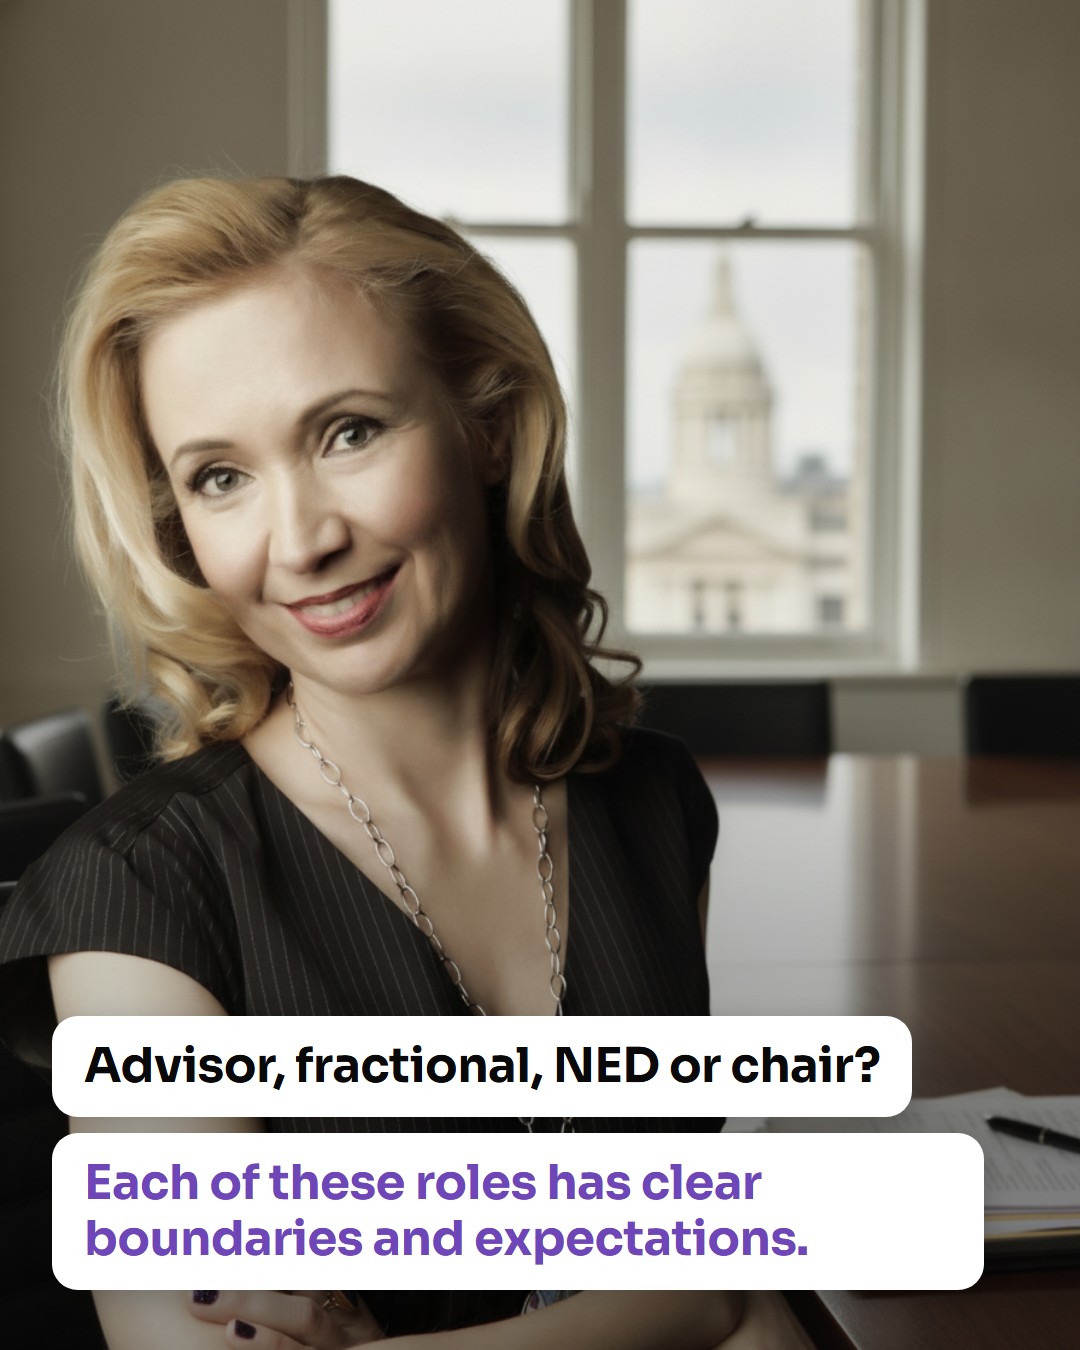 Advisor, fractional, NED or chair?
Each of these roles has clear
boundaries and expectations.